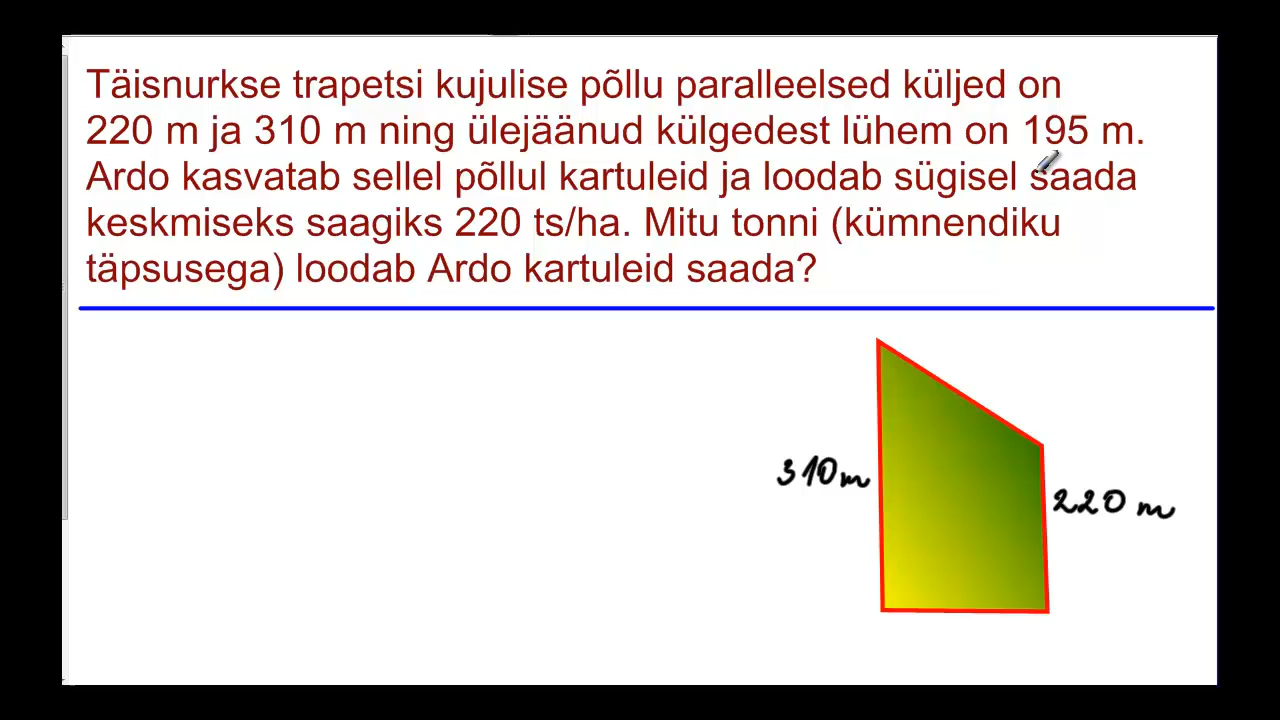 Täisnurkse trapetsi kujulise põllu paralleelsed küljed on
220 m ja 310 m ning ülejäänud külgedest lühem on 195 m.
Ardo kasvatab sellel põllul kartuleid ja loodab sügisel saada
keskmiseks saagiks 220 ts/ha. Mitu tonni (kümnendiku
täpsusega) loodab Ardo kartuleid saada?
310 m
220 m